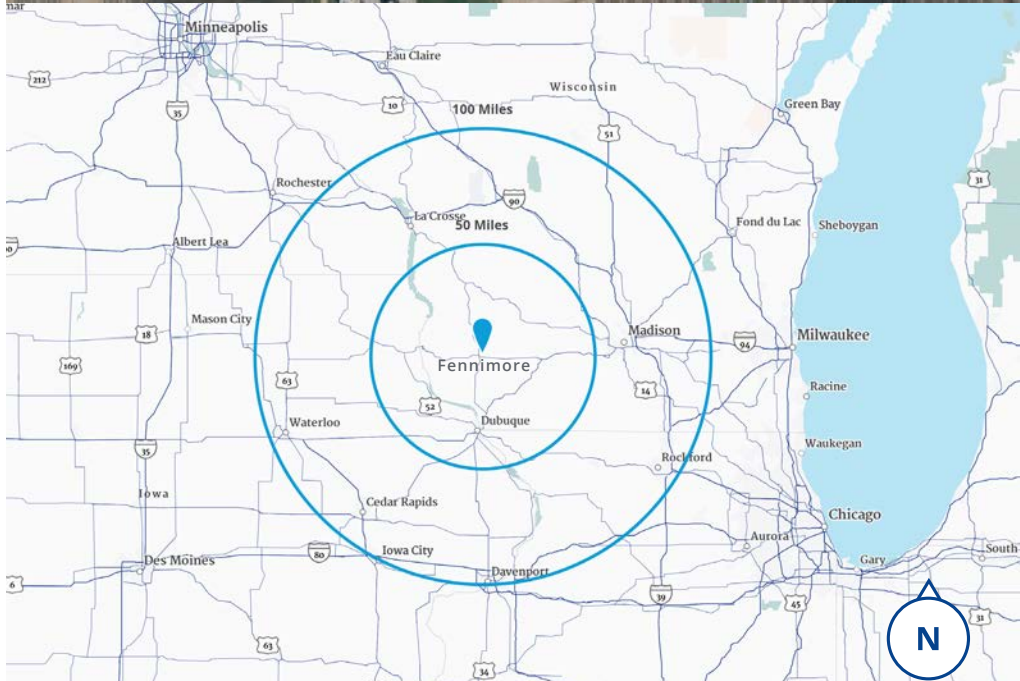 mar
Minneapolis
Eau Claire
212
Wisconsin
10
100 Miles
Green Bay
35
51
Rochester
90
31
La Crosse
50 Miles
Fond du Lac
Sheboygan
Albert Lea
Mason City
18
Madison
94
Milwaukee
169
Fennimore
63
14
Racine
52
Waterloo
Dubuque
35
Rockford
Waukegan
Iowa
Cedar Rapids
Chicago
80
Iowa City
Aurora
Des Moines
Davenport
Gary
South
6
39
45
31
N
63
34